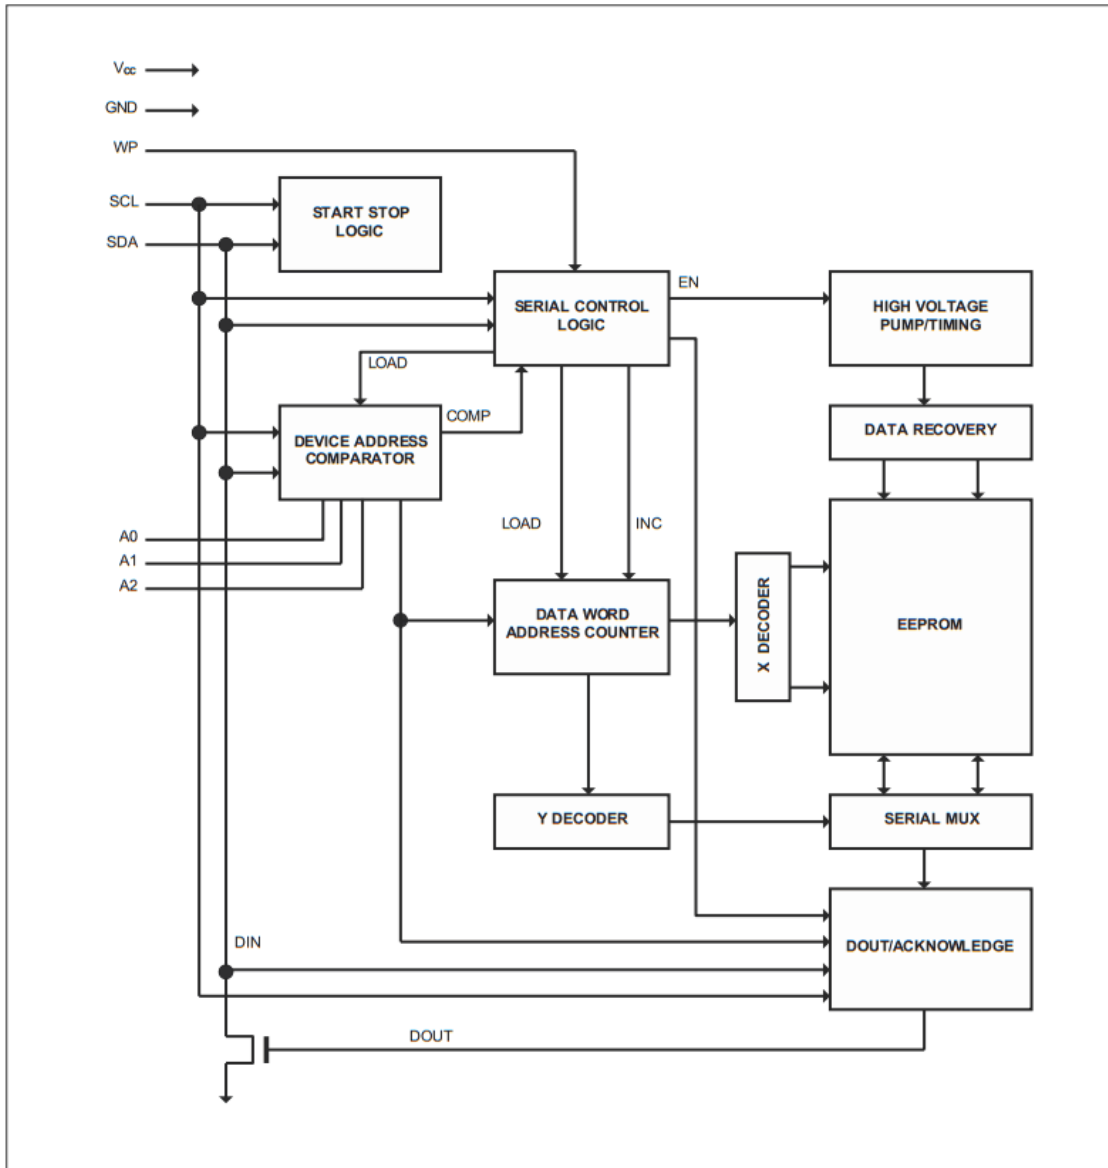 Vcc
GND
WP
SCL
SDA
START STOP
LOGIC
SERIAL CONTROL
LOGIC
EN
HIGH VOLTAGE
PUMP/TIMING
LOAD
COMP
DEVICE ADDRESS
COMPARATOR
DATA RECOVERY
A0
A1
A2
LOAD
INC
DATA WORD
ADDRESS COUNTER
X DECODER
EEPROM
Y DECODER
SERIAL MUX
DIN
DOUT/ACKNOWLEDGE
DOUT